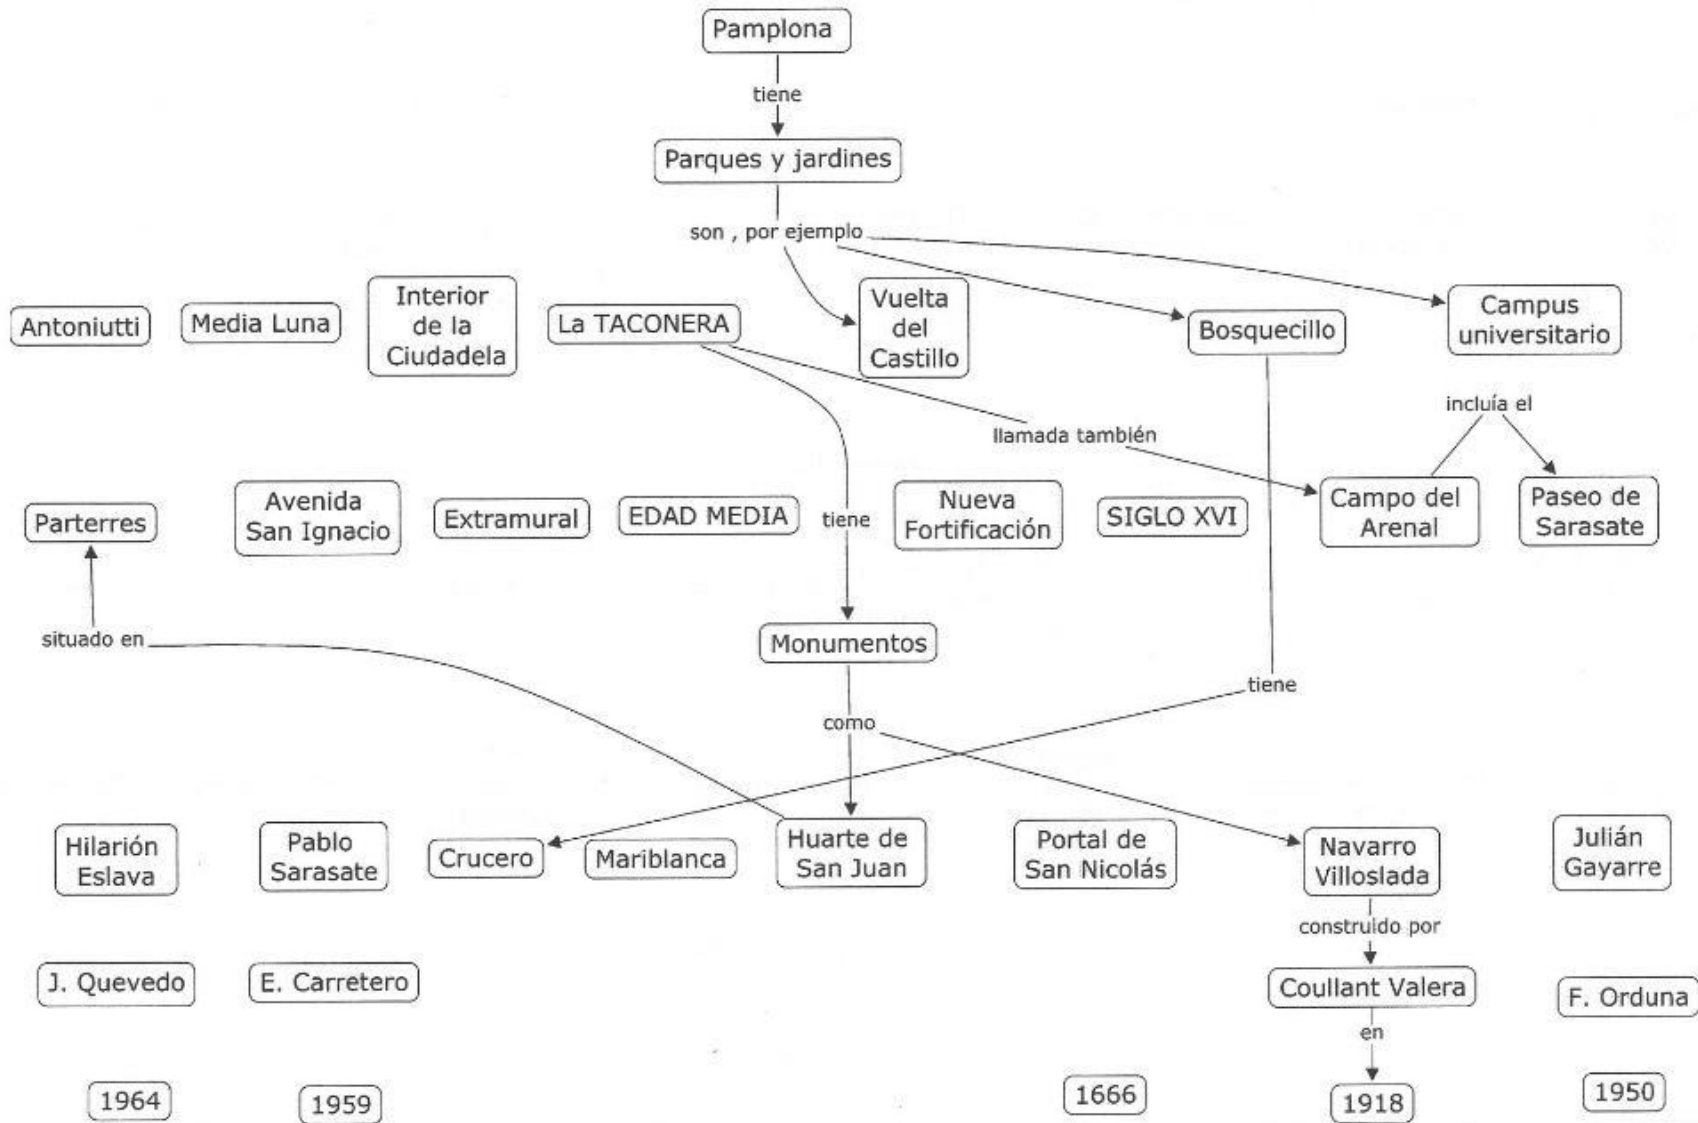 Pamplona
tiene
Parques y jardines
son , por ejemplo
Antoniutti
Media Luna
Interior
de la
Ciudadela
La TACONERA
Vuelta
del
Castillo
Bosquecillo
Campus
universitario
incluía el
llamada también
Parterres
Avenida
San Ignacio
Extramural
EDAD MEDIA
tiene
Nueva
Fortificación
SIGLO XVI
Campo del
Arenal
Paseo de
Sarasate
situado en
Monumentos
tiene
como
Hilarión
Eslava
Pablo
Sarasate
Crucero
Mariblanca
Huarte de
San Juan
Portal de
San Nicolás
Navarro
Villoslada
Julián
Gayarre
construido por
J. Quevedo
E. Carretero
Coullant Valera
F. Orduna
en
1964
1959
1666
1918
1950